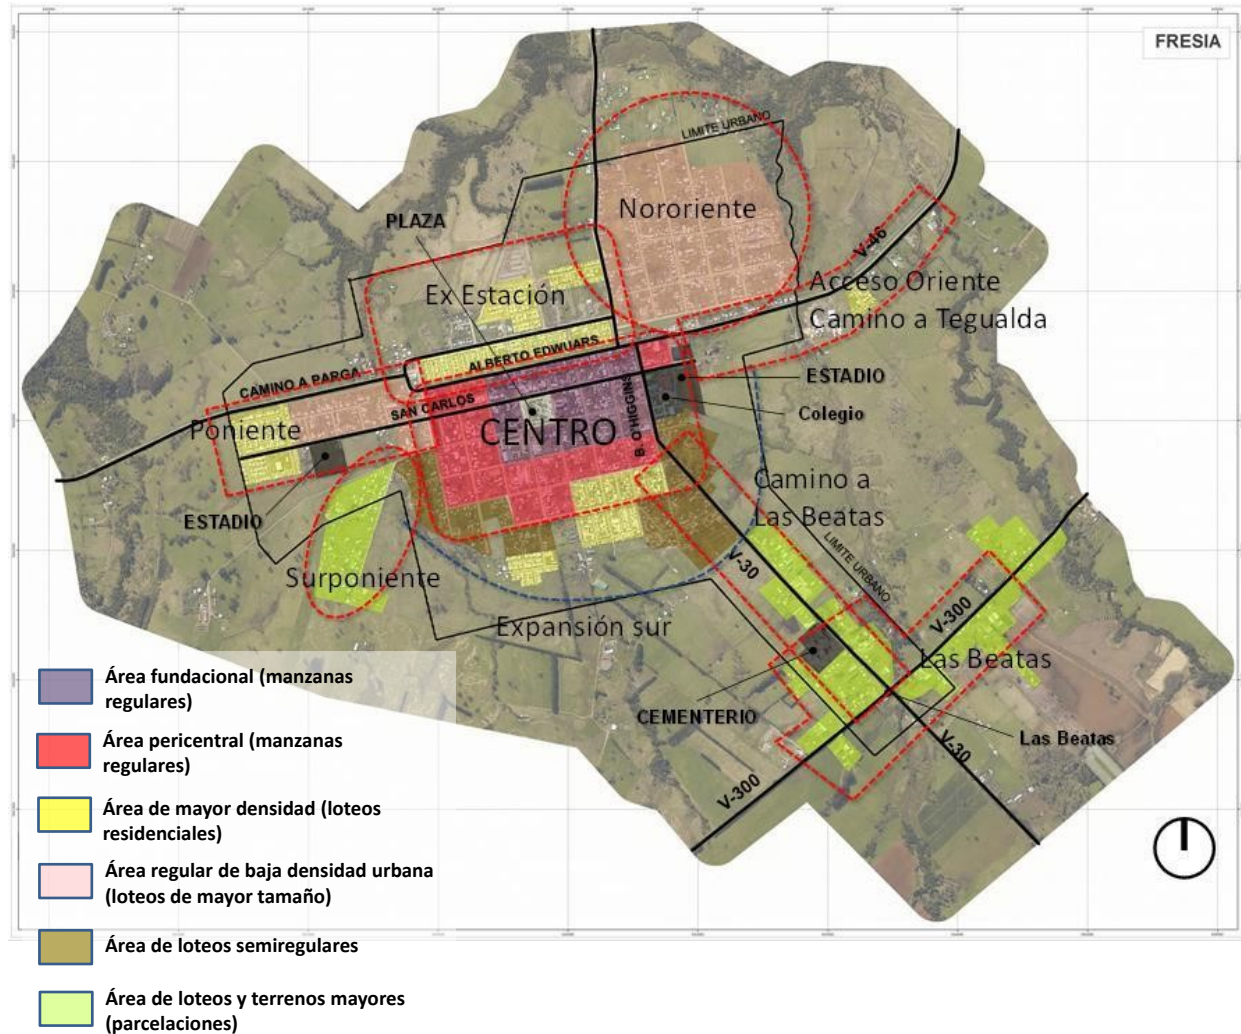 FRESIA
LIMITE URBANO
Nororiente
PLAZA
V-46
Acceso Oriente
Camino a Tegualda
Ex Estación
ALBERTO EDWUARS
CAMINO A PARGA
ESTADIO
SAN CARLOS
Colegio
Poniente
CENTRO
B. O'HIGGINS
Camino a
Las Beatas
ESTADIO
LIMITE URBANO
V-30
Surponiente
Expansión sur
V-300
Las Beatas
CEMENTERIO
Las Beatas
V-30
V-300
Área fundacional (manzanas
regulares)
Área pericentral (manzanas
regulares)
Área de mayor densidad (loteos
residenciales)
Área regular de baja densidad urbana
(loteos de mayor tamaño)
Área de loteos semiregulares
Área de loteos y terrenos mayores
(parcelaciones)